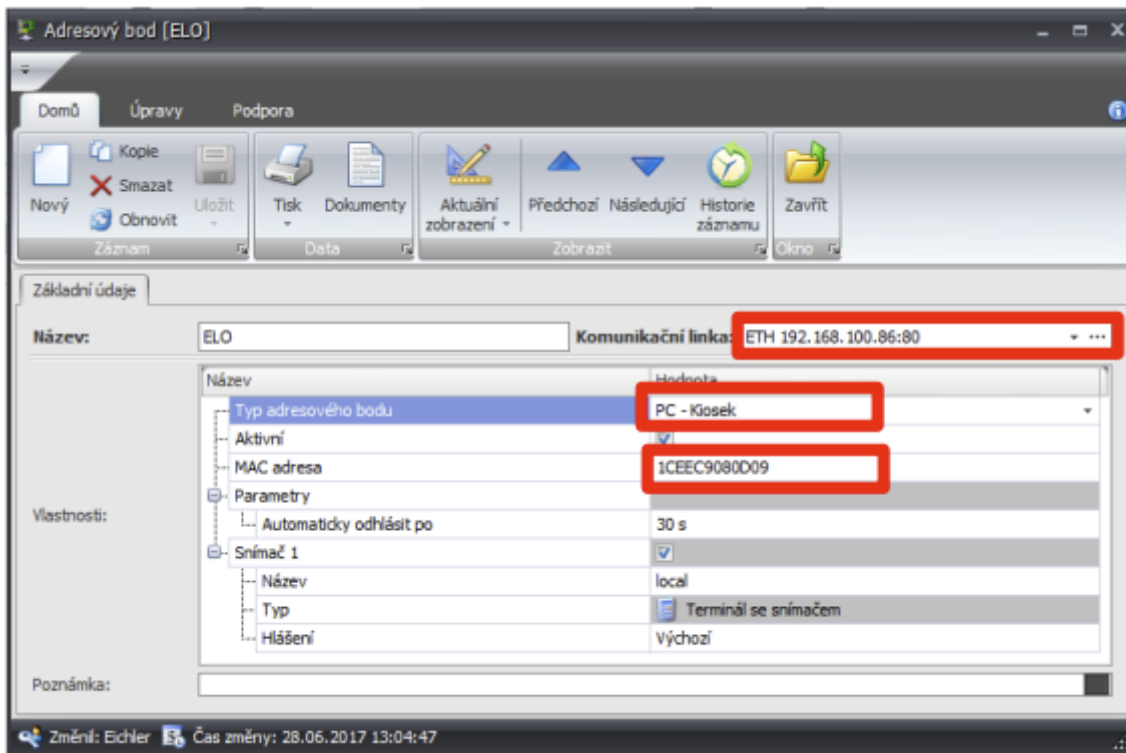 Adresový bod [ELO]
Domů Úpravy Podpora
Nový
Kopie
Smazat
Obnovit
Uložit
Tisk
Dokumenty
Aktuální
zobrazení
Předchozí
Následující
Historie
záznamu
Zavřít
Záznam Data Zobrazit Okno
Základní údaje
Název: ELO Komunikační linka: ETH 192.168.100.86:80
Název Hodnota
Typ adresového bodu PC - Kiosek
Aktivní
MAC adresa 1CEEC9080D09
Parametry
Vlastnosti:
Automaticky odhlásit po 30 s
Snímač 1
Název local
Typ Terminál se snímačem
Hlášení Výchozí
Poznámka:
Změnil: Eichler Čas změny: 28.06.2017 13:04:47